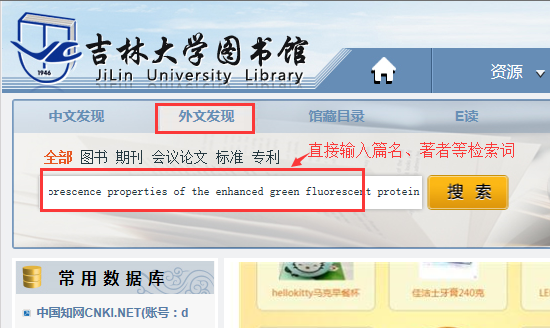 吉林大学图书馆
JiLin University Library
1946
资源
中文发现 外文发现 馆藏目录 E读
全部 图书 期刊 会议论文 标准 专利
直接输入篇名、著者等检索词
orescence properties of the enhanced green fluorescent protein
搜索
常用数据库
中国知网CNKI.NET(账号:d
hellokitty马克早餐杯
佳洁士牙膏240克